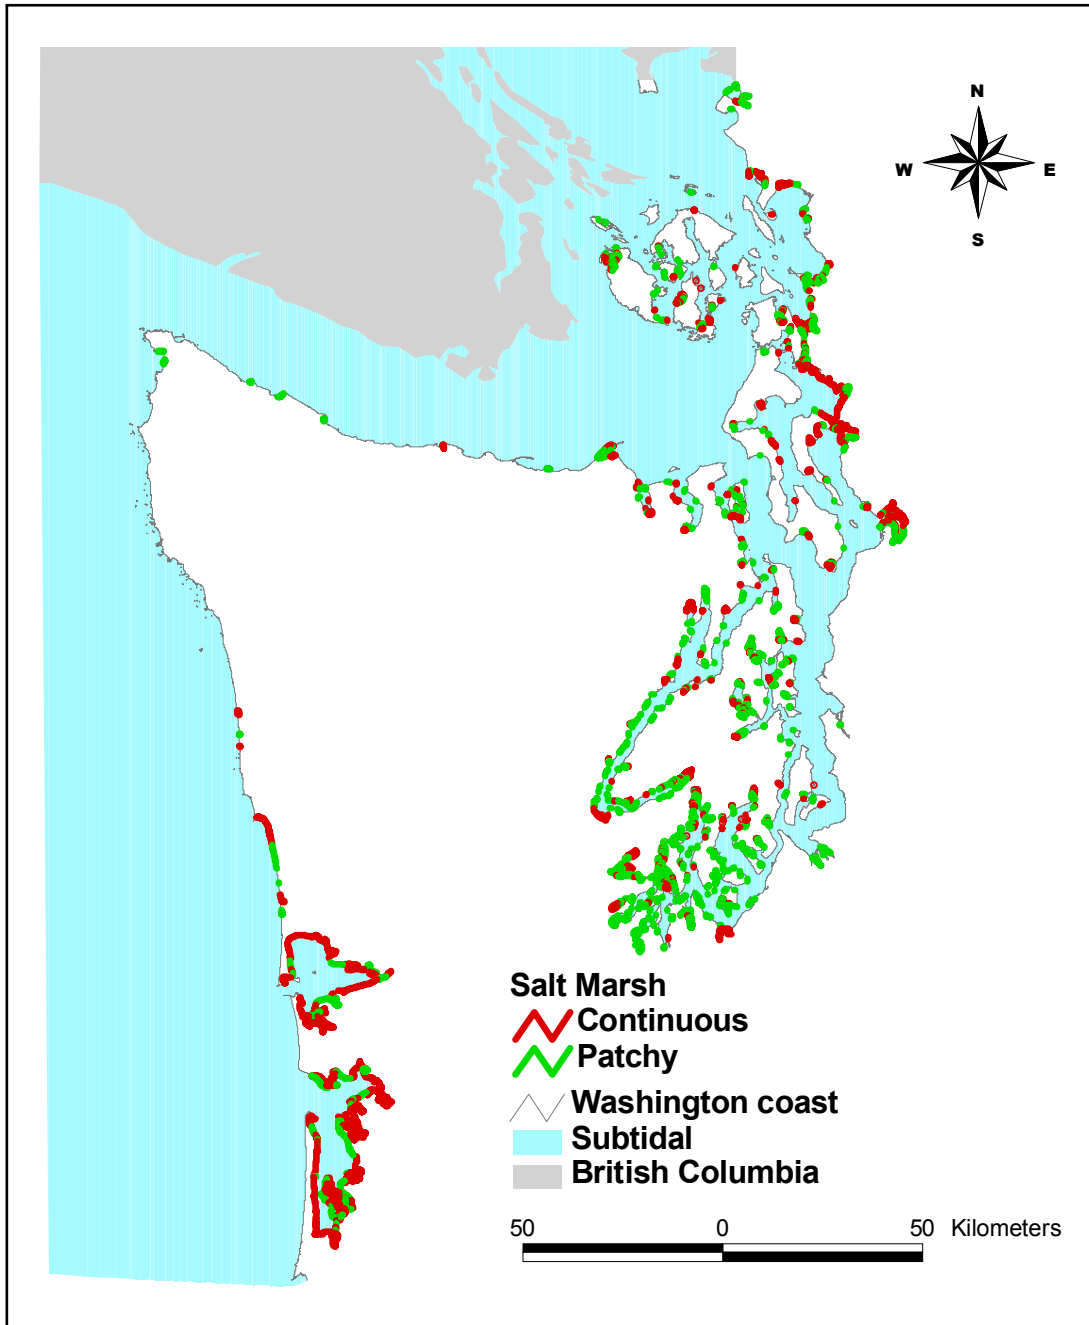 N
W E
S
Salt Marsh
Continuous
Patchy
Washington coast
Subtidal
British Columbia
50 0 50 Kilometers